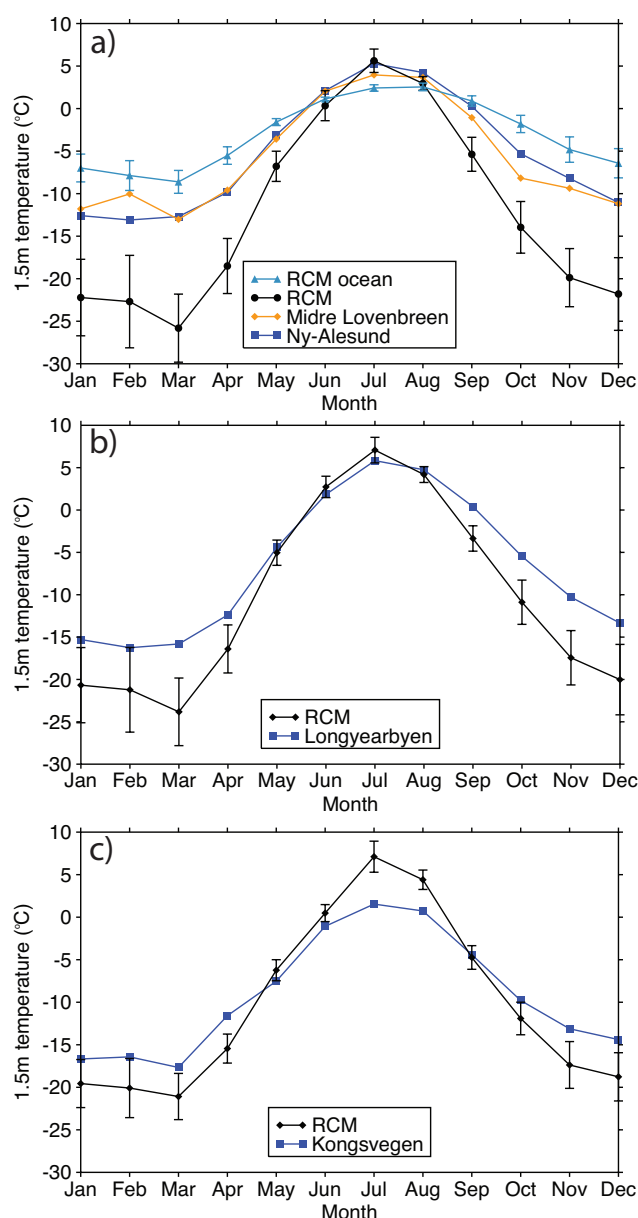 a)
10
5
0
-5
-10
-15
-20
-25
-30
1.5m temperature (°C)
RCM ocean
RCM
Midre Lovenbreen
Ny-Alesund
Jan Feb Mar Apr May Jun Jul Aug Sep Oct Nov Dec
Month
b)
10
5
0
-5
-10
-15
-20
-25
-30
1.5m temperature (°C)
RCM
Longyearbyen
Jan Feb Mar Apr May Jun Jul Aug Sep Oct Nov Dec
Month
c)
10
5
0
-5
-10
-15
-20
-25
-30
1.5m temperature (°C)
RCM
Kongsvegen
Jan Feb Mar Apr May Jun Jul Aug Sep Oct Nov Dec
Month